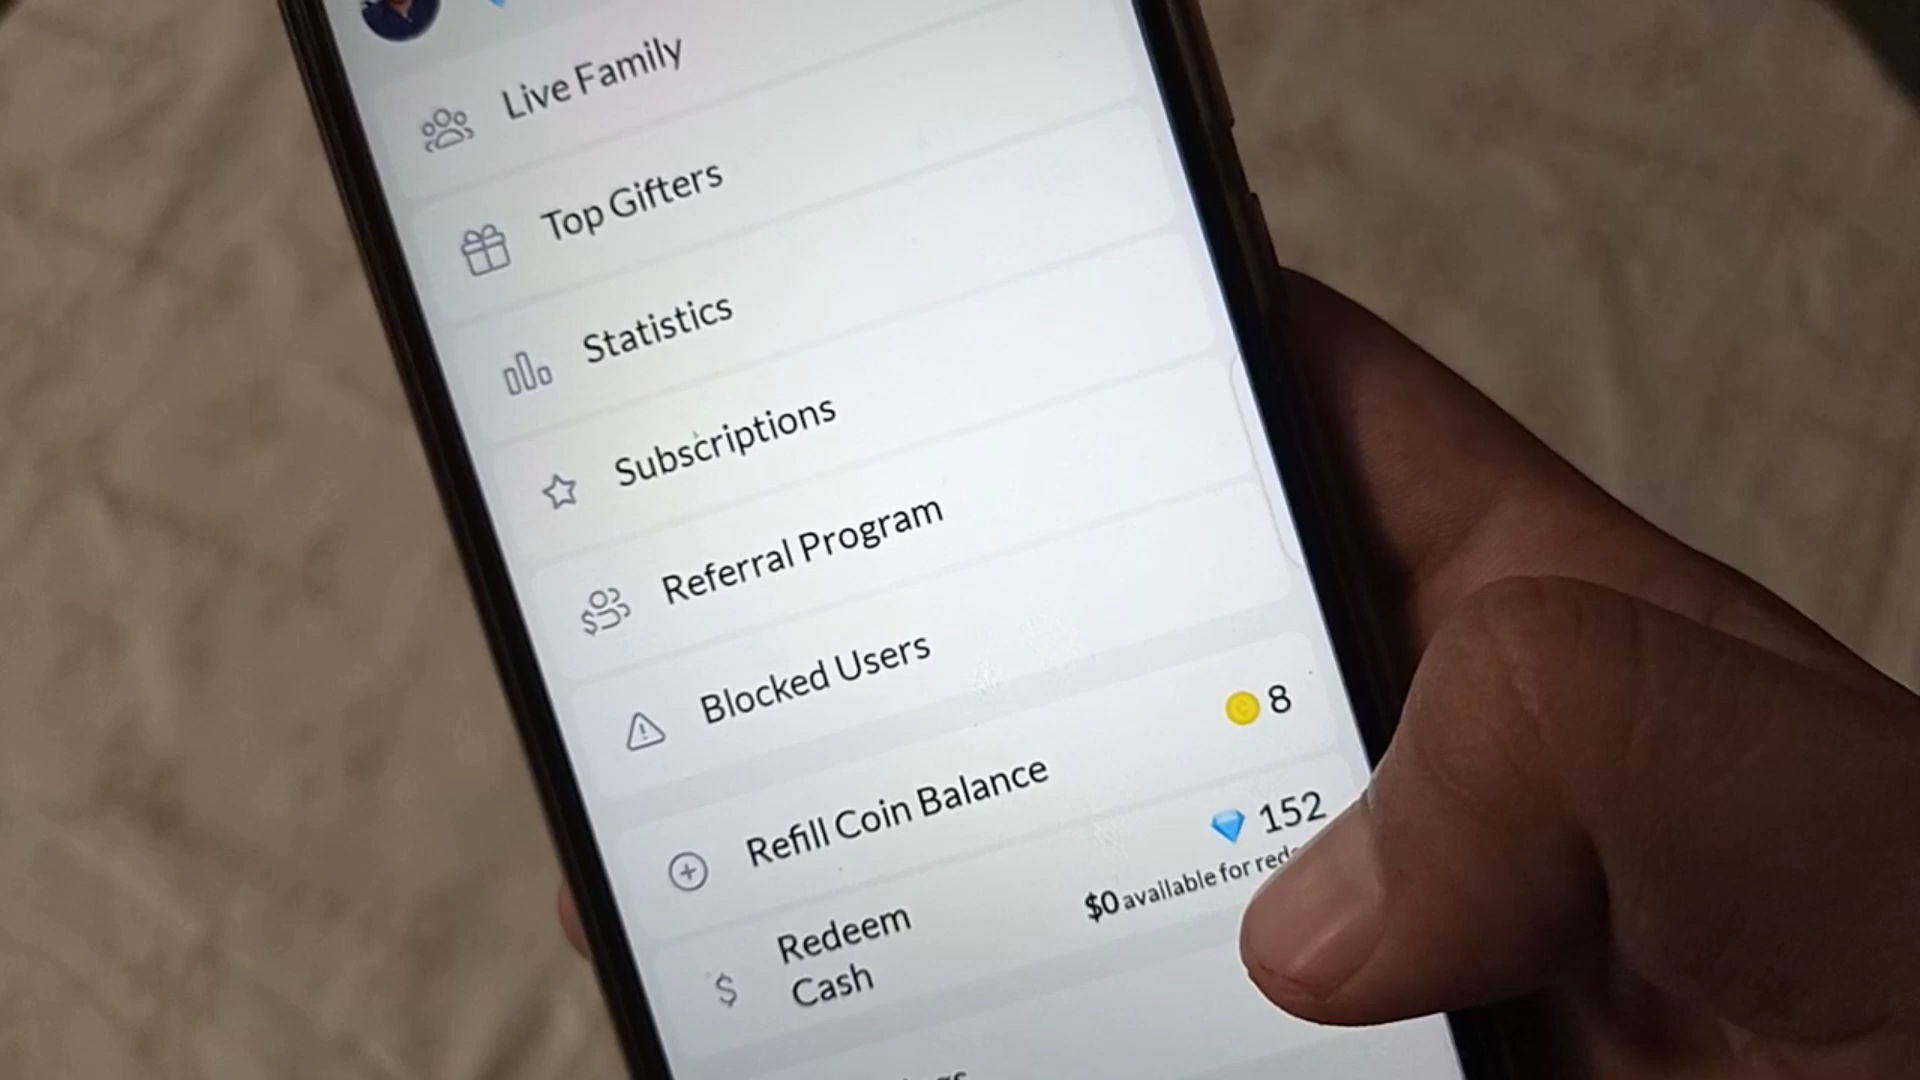 Live Family
Top Gifters
Statistics
Subscriptions
Referral Program
Blocked Users
Refill Coin Balance
8
Redeem
Cash
152
$0 available for